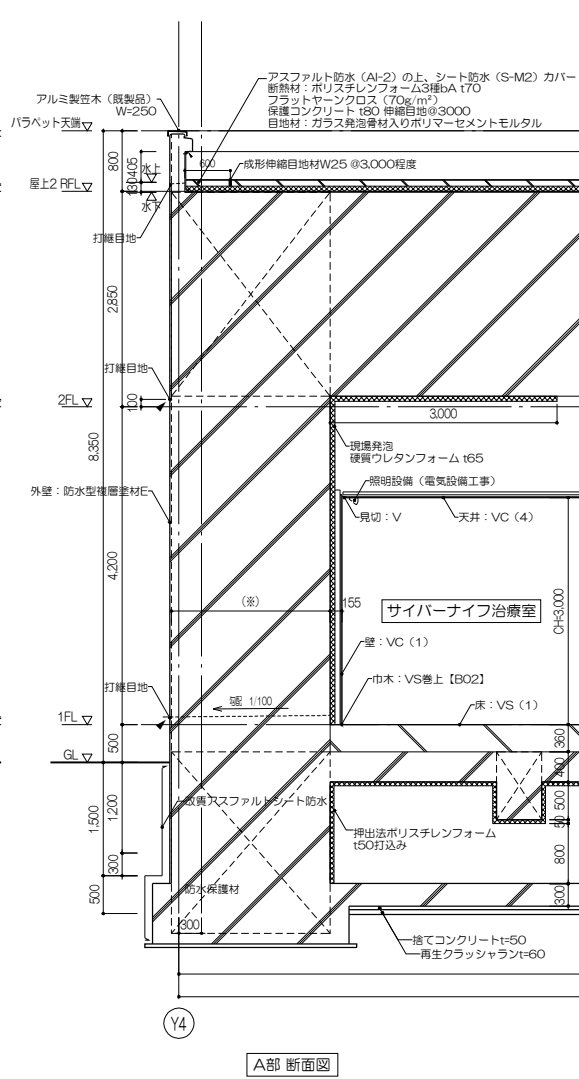 アスファルト防水（AI-2）の上、シート防水（S-M2）カバー
断熱材：ポリスチレンフォーム3種bA t70
フラットヤーンクロス（70g/m²）
保護コンクリート t80 伸縮目地@3000
目地材：ガラス発泡骨材入りポリマーセメントモルタル
アルミ製笠木（既製品）
W=250
パラペット天端
800
405
130
水上
水下
600
成形伸縮目地材W25 @3,000程度
屋上2 RFL
打継目地
2,850
打継目地
2FL
100
3,000
8,350
現場発泡
硬質ウレタンフォーム t65
照明設備（電気設備工事）
見切：V
天井：VC（4）
外壁：防水型複層塗材E
4,200
（※）
155
サイバーナイフ治療室
CH=3,000
壁：VC（1）
巾木：VS巻上【B02】
打継目地
勾配 1/100
床：VS（1）
1FL
500
360
GL
400
改質アスファルトシート防水
1,500
1,200
500
50
押出法ポリスチレンフォーム
t50打込み
800
300
防水保護材
500
300
300
捨てコンクリートt=50
再生クラッシャランt=60
Y4
A部 断面図